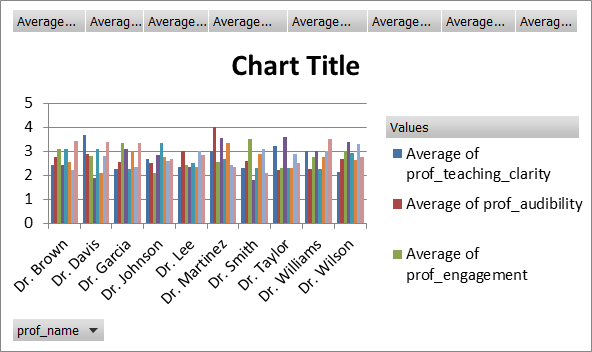 Average... Averag... Average... Average... Average... Average... Average... Averag...
Chart Title
5
4
3
2
1
0
Dr. Brown Dr. Davis Dr. Garcia Dr. Johnson Dr. Lee Dr. Martinez Dr. Smith Dr. Taylor Dr. Williams Dr. Wilson
Values
Average of
prof_teaching_clarity
Average of prof_audibility
Average of
prof_engagement
prof_name